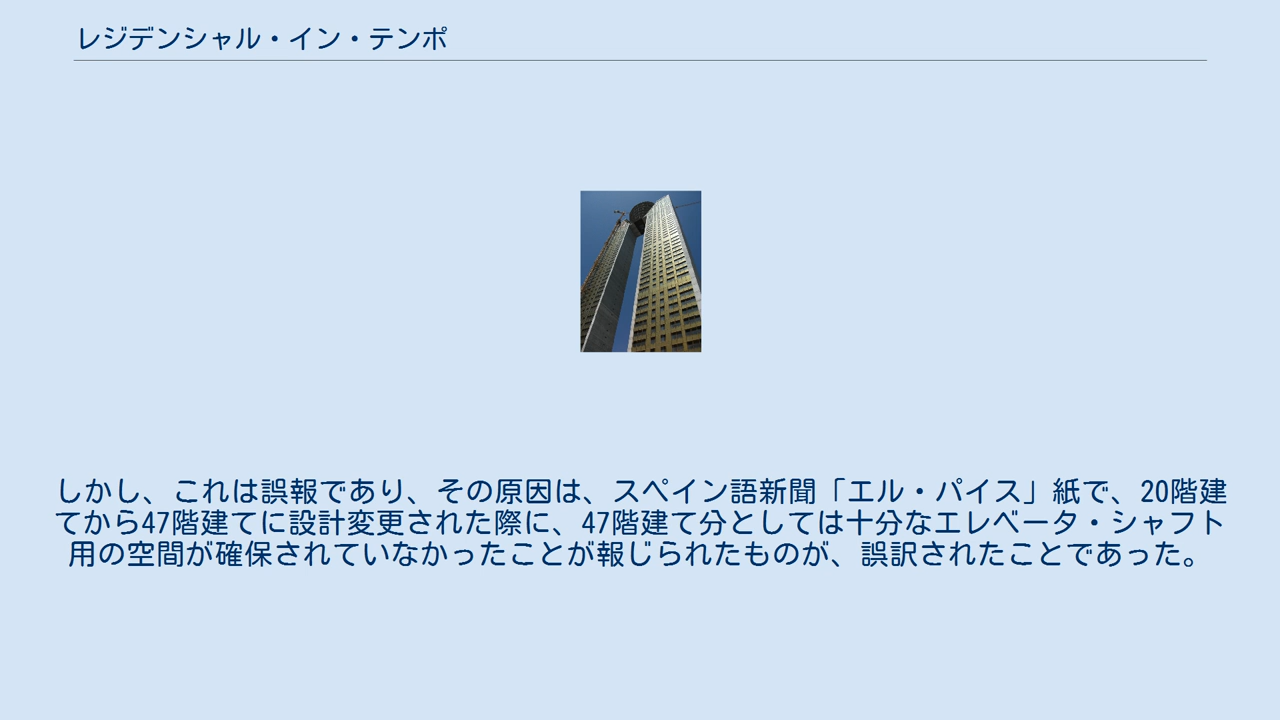 レジデンシャル・イン・テンポ
しかし、これは誤報であり、その原因は、スペイン語新聞「エル・パイス」紙で、20階建
てから47階建てに設計変更された際に、47階建て分としては十分なエレベータ・シャフト
用の空間が確保されていなかったことが報じられたものが、誤訳されたことであった。